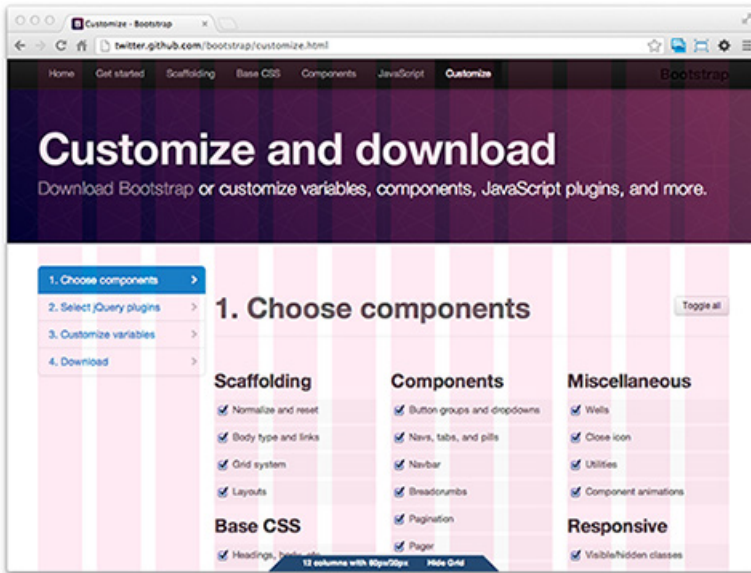 Customize - Bootstrap
twitter.github.com/bootstrap/customize.html
Home Get started Scaffolding Base CSS Components JavaScript Customize Bootstrap
Customize and download
Download Bootstrap or customize variables, components, JavaScript plugins, and more.
1. Choose components
2. Select jQuery plugins
3. Customize variables
4. Download
1. Choose components
Toggle all
Scaffolding
Normalize and reset
Body type and links
Grid system
Layouts
Base CSS
Headings, body, etc
Components
Button groups and dropdowns
Navs, tabs, and pills
Navbar
Breadcrumbs
Pagination
Pager
Miscellaneous
Wells
Close icon
Utilities
Component animations
Responsive
Visible/hidden classes
12 columns with 60px/20px Hide Grid